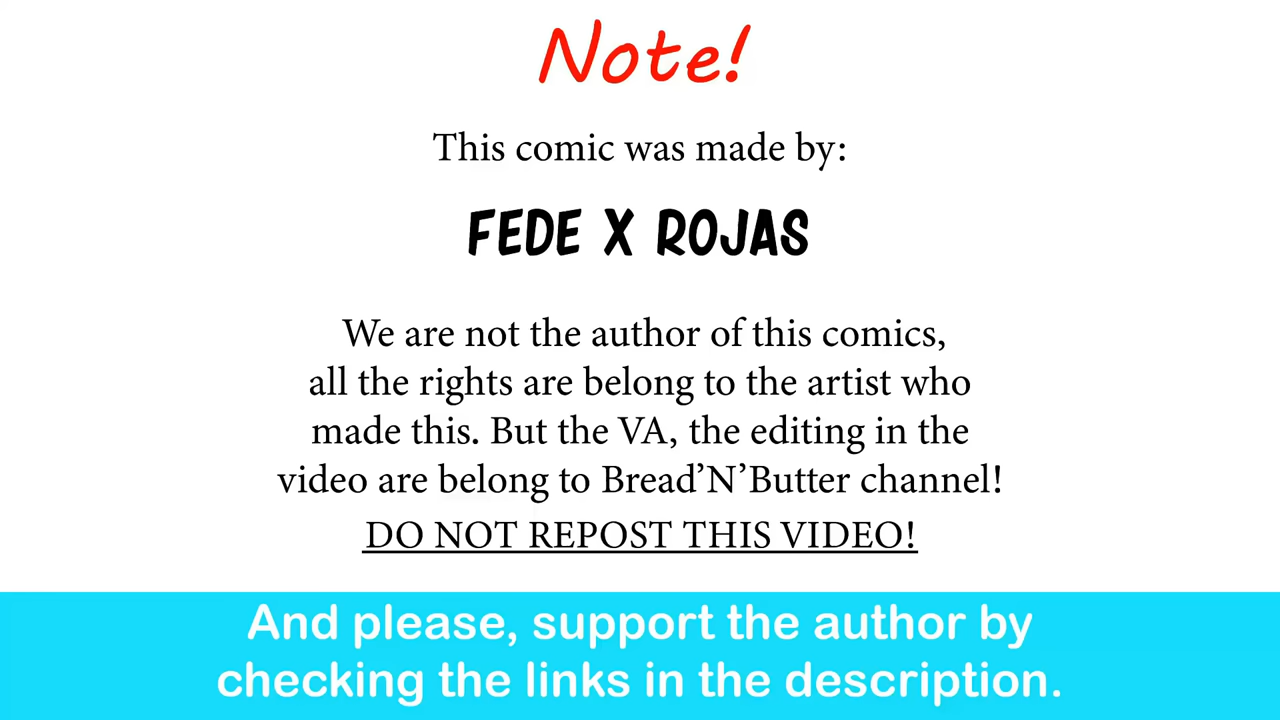 Note!
This comic was made by:
FEDE X ROJAS
We are not the author of this comics,
all the rights are belong to the artist who
made this. But the VA, the editing in the
video are belong to Bread’N’Butter channel!
DO NOT REPOST THIS VIDEO!
And please, support the author by
checking the links in the description.